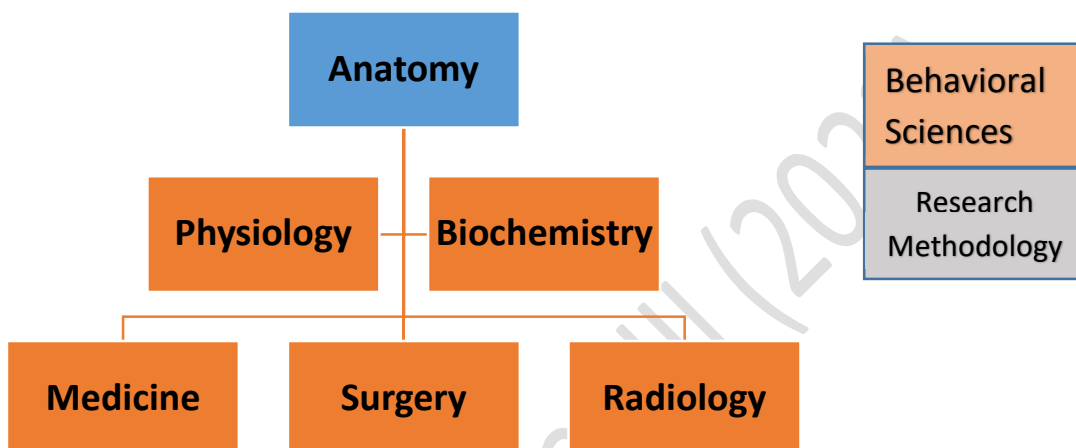 Anatomy
Behavioral
Sciences
Research
Methodology
Physiology
Biochemistry
Medicine
Surgery
Radiology